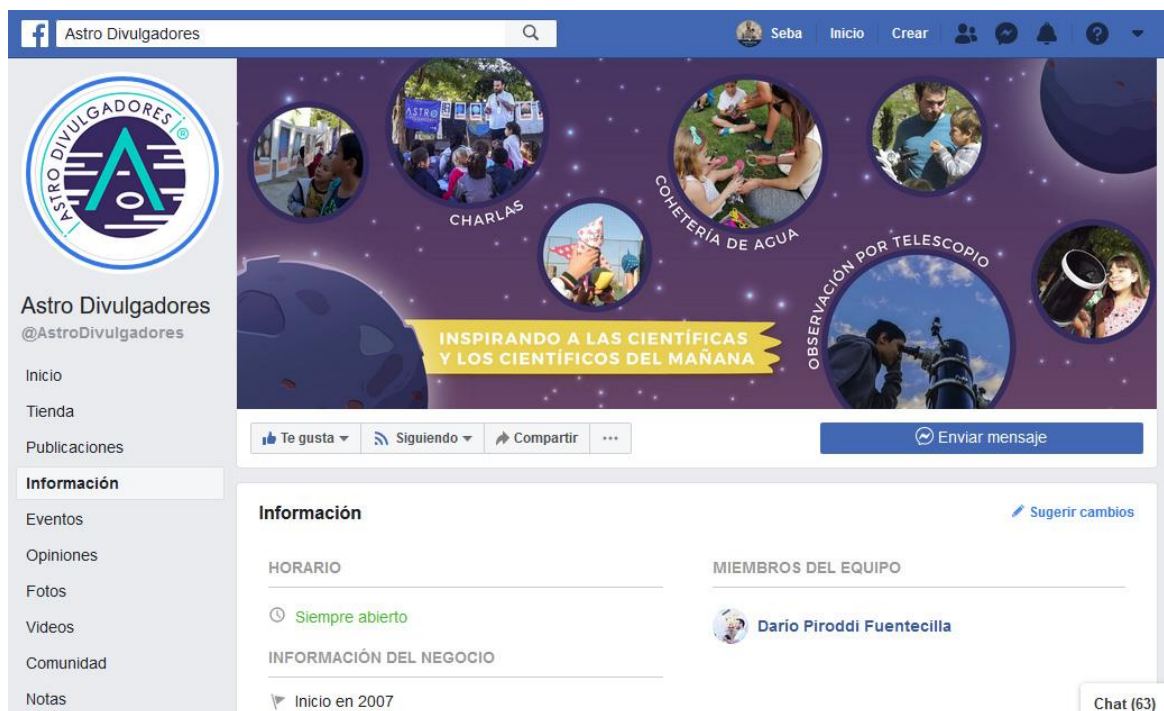 Astro Divulgadores
Seba
Inicio
Crear
ASTRO DIVULGADORES ®
Astro Divulgadores
@AstroDivulgadores
Inicio
Tienda
Publicaciones
Información
Eventos
Opiniones
Fotos
Videos
Comunidad
Notas
ASTRO
CHARLAS
COHETERÍA DE AGUA
OBSERVACIÓN POR TELESCOPIO
INSPIRANDO A LAS CIENTÍFICAS
Y LOS CIENTÍFICOS DEL MAÑANA
Te gusta
Siguiendo
Compartir
Enviar mensaje
Información
Sugerir cambios
HORARIO
Siempre abierto
INFORMACIÓN DEL NEGOCIO
Inicio en 2007
MIEMBROS DEL EQUIPO
Darío Piroddi Fuentecilla
Chat (63)